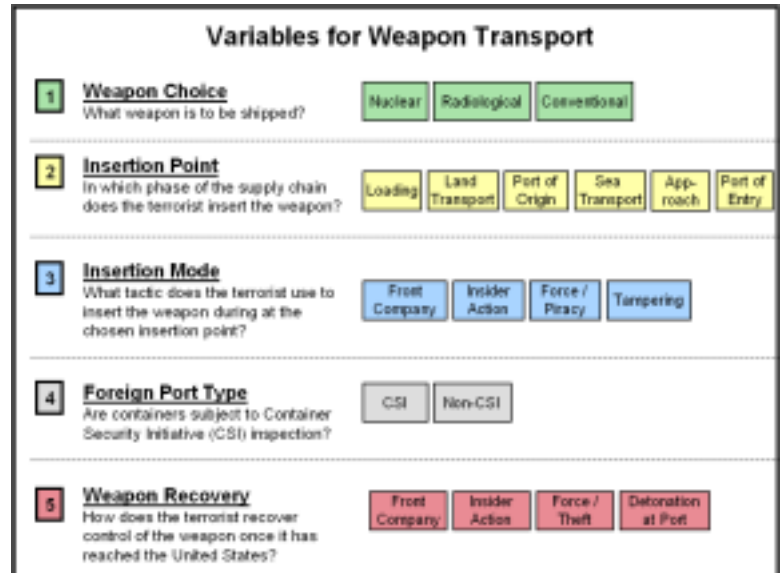 Variables for Weapon Transport
1
Weapon Choice
What weapon is to be shipped?
Nuclear
Radiological
Conventional
2
Insertion Point
In which phase of the supply chain
does the terrorist insert the weapon?
Loading
Land
Transport
Port of
Origin
Sea
Transport
App-
roach
Port of
Entry
3
Insertion Mode
What tactic does the terrorist use to
insert the weapon during at the
chosen insertion point?
Front
Company
Insider
Action
Force /
Piracy
Tampering
4
Foreign Port Type
Are containers subject to Container
Security Initiative (CSI) inspection?
CSI
Non-CSI
5
Weapon Recovery
How does the terrorist recover
control of the weapon once it has
reached the United States?
Front
Company
Insider
Action
Force /
Theft
Detonation
at Port